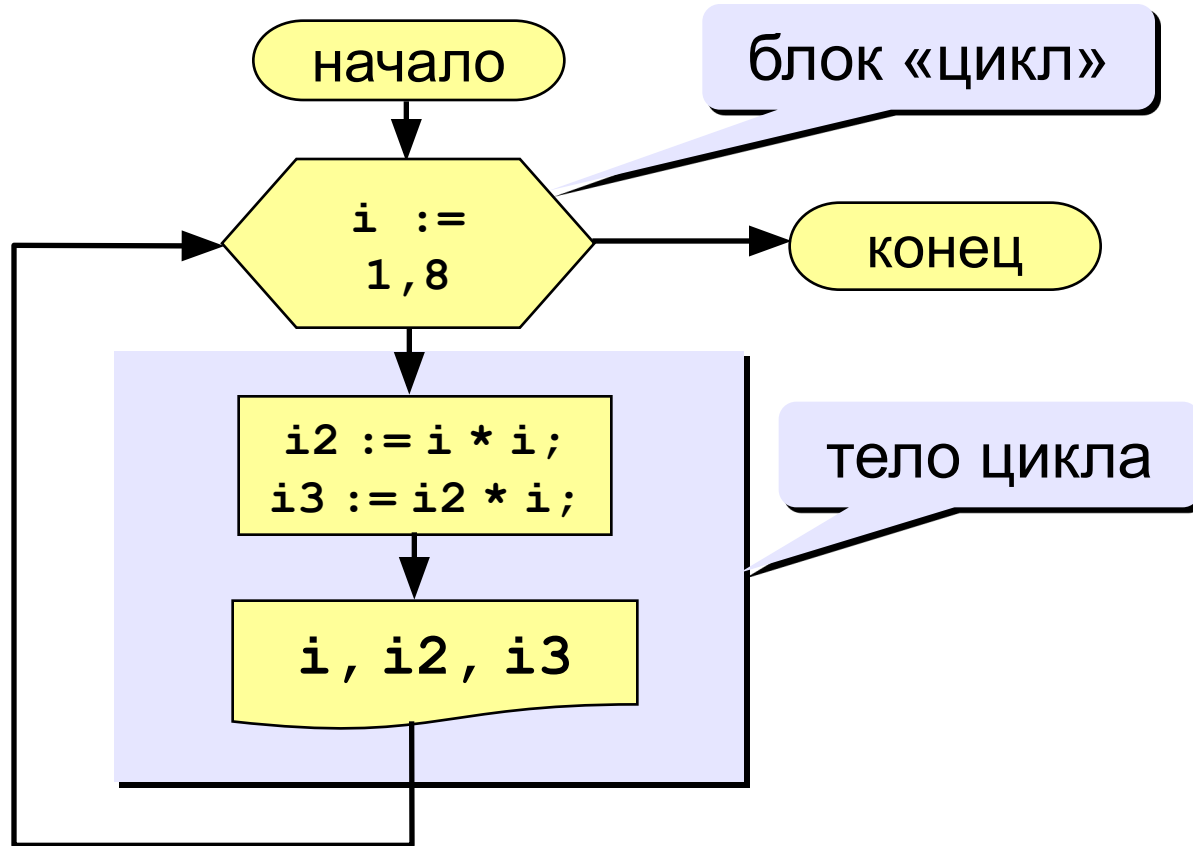 начало
блок «цикл»
i :=
1,8
конец
i2 := i * i;
i3 := i2 * i;
тело цикла
i, i2, i3